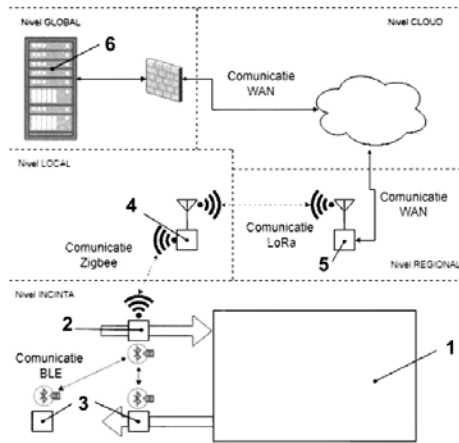 Nivel GLOBAL
Nivel CLOUD
6
Comunicatie
WAN
Nivel LOCAL
4
Comunicatie
WAN
Comunicatie
LoRa
Comunicatie
Zigbee
5
Nivel REGIONAL
Nivel INCINTA
2
1
Comunicatie
BLE
3